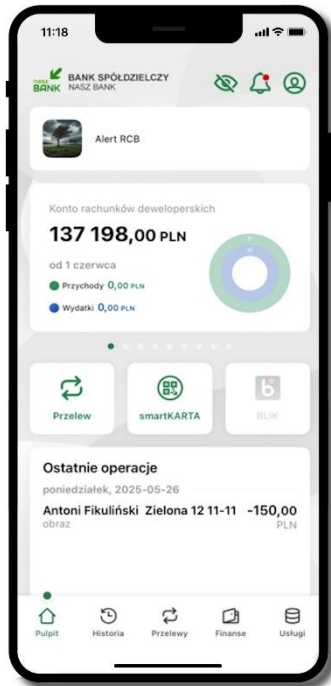 11:18
NASZ
BANK
BANK SPÓŁDZIELCZY
NASZ BANK
Alert RCB
Konto rachunków deweloperskich
137 198,00 PLN
od 1 czerwca
Przychody 0,00 PLN
Wydatki 0,00 PLN
Przelew
smartKARTA
BLIK
Ostatnie operacje
poniedziałek, 2025-05-26
Antoni Fikuliński Zielona 12 11-11 -150,00
obraz PLN
Pulpit
Historia
Przelewy
Finanse
Usługi